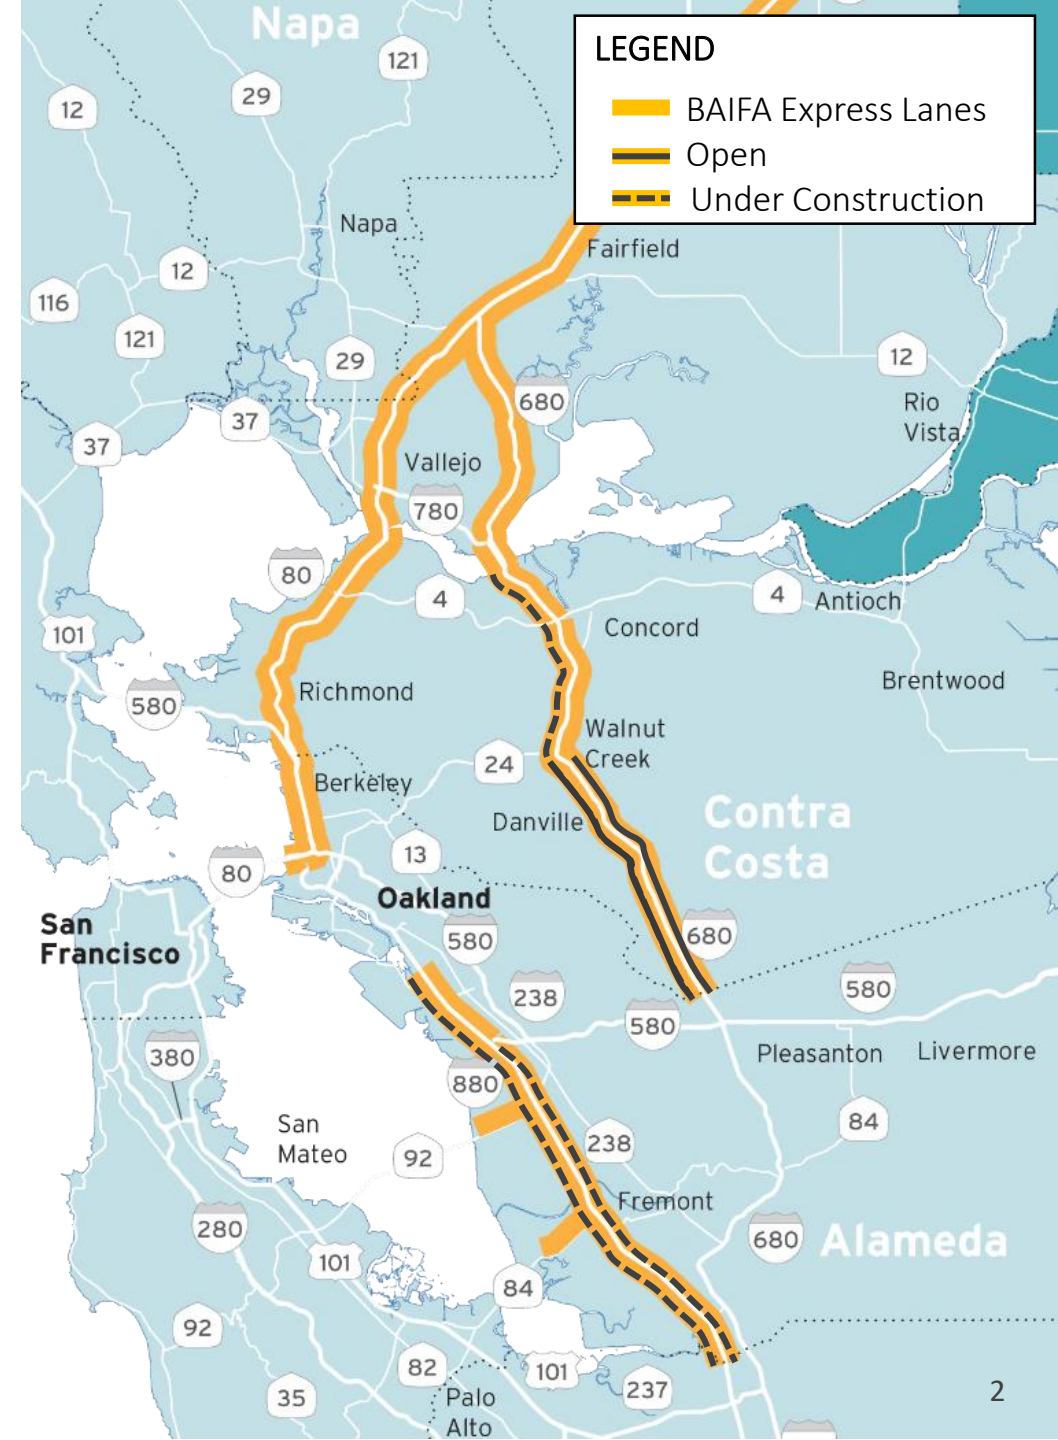 Napa
LEGEND
BAIFA Express Lanes
Open
Under Construction
121
29
12
Napa
Fairfield
12
116
121
29
12
680
Rio
Vista
37
37
Vallejo
780
80
4
4
Antioch
101
Concord
Brentwood
580
Richmond
Walnut
Creek
24
Berkeley
Danville
Contra
Costa
13
80
Oakland
San
Francisco
580
680
238
580
580
380
Pleasanton
Livermore
880
San
Mateo
84
92
238
Fremont
280
680
Alameda
101
84
92
82
101
237
35
Palo
Alto
2